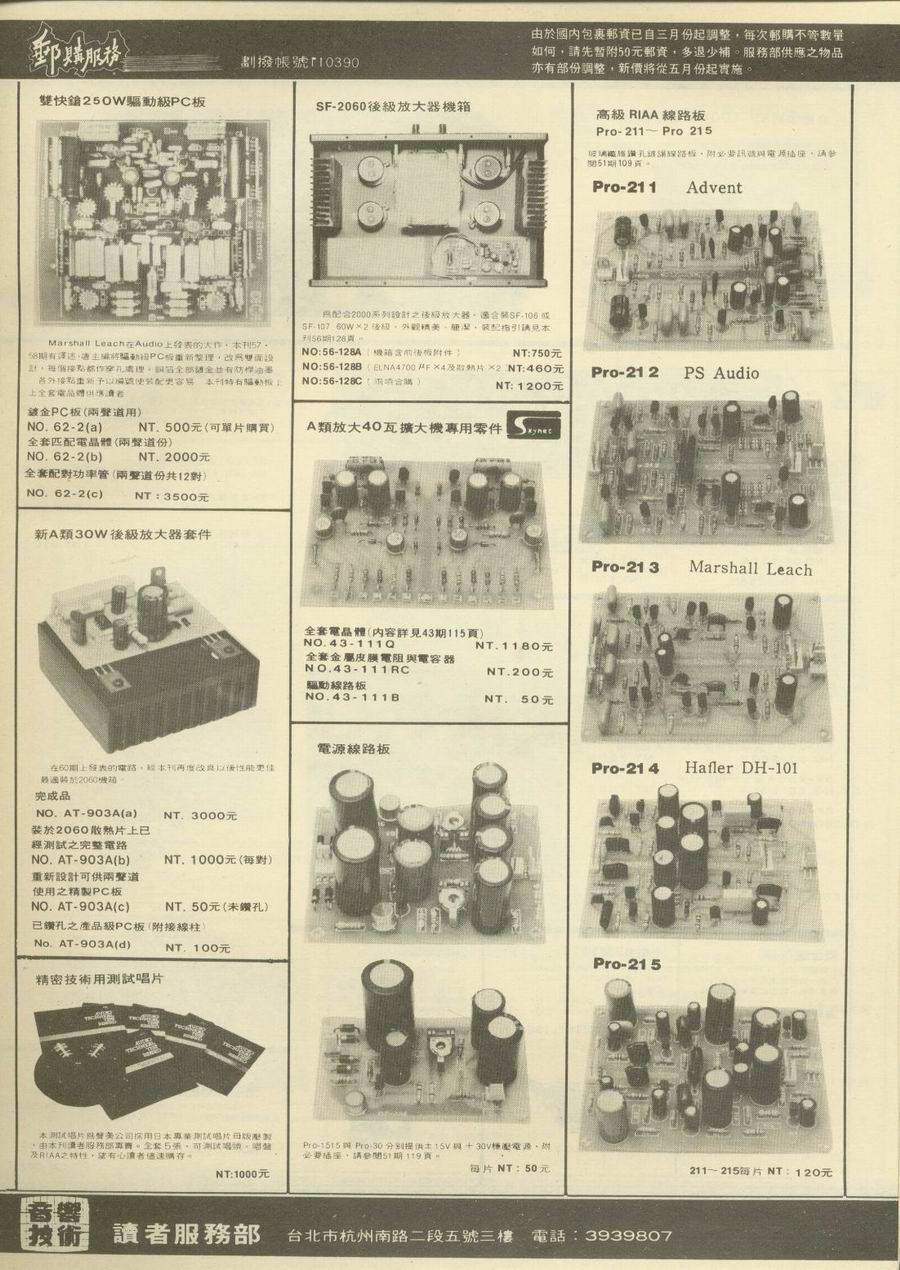 郵購服務
劃撥帳號110390
由於國內包裹郵資已自三月份起調整，每次郵購不管數量
如何，請先暫附50元郵資，多退少補。服務部供應之物品
亦有部份調整，新價將從五月份起實施。
雙快鎗250W驅動級PC板
Marshall Leach在Audio上發表的大作，本刊57、
58期有譯述，唐主編將驅動級PC板重新整理，改為雙面設
計，每個接點都作穿孔處理，銅箔全部鍍金並有防焊油墨
各外接點重新予以編號使裝配更容易 本刊特有驅動板上
上全套電晶體供應讀者
鍍金PC板(兩聲道用)
NO. 62-2(a) NT. 500元(可單片購買)
全套匹配電晶體(兩聲道份)
NO. 62-2(b) NT. 2000元
全套配對功率管(兩聲道份共12對)
NO. 62-2(c) NT：3500元
新A類30W後級放大器套件
在60期上發表的電路，經本刊再度改良以後性能更佳
最適裝於2060機箱。
完成品
NO. AT-903A(a) NT. 3000元
裝於2060散熱片上已
經測試之完整電路
NO. AT-903A(b) NT. 1000元(每對)
重新設計可供兩聲道
使用之精製PC板
NO. AT-903A(c) NT. 50元(未鑽孔)
已鑽孔之產品級PC板(附接線柱)
No. AT-903A(d) NT. 100元
精密技術用測試唱片
AUDIO
TECHNICAL
TEST
SERIES
本測試唱片為聲美公司採用日本專業測試唱片母版壓製
，由本刊讀者服務部專賣。全套5張，可測試唱頭、唱盤
及RIAA之特性，望有心讀者儘速購存。
NT:1000元
SF-2060後級放大器機箱
為配合2000系列設計之後級放大器，適合裝SF-106 或
SF-107 60W×2後級，外觀精美、簡潔，裝配指引請見本
刊56期128頁。
NO:56-128A (機箱含前後板附件) NT:750元
NO:56-128B (ELNA4700 µF×4及散熱片×2) NT:460元
NO:56-128C (兩項合購) NT: 1200元
A類放大40瓦擴大機專用零件 Skynet
全套電晶體(內容詳見43期115頁)
NO.43-111Q NT.1180元
全套金屬皮膜電阻與電容器
NO.43-111RC NT.200元
驅動線路板
NO.43-111B NT. 50元
電源線路板
Pro-1515與 Pro-30 分別提供±15V與＋30V穩壓電源，附
必要插座，請參閱51期119頁。
每片 NT：50元
高級 RIAA 線路板
Pro-211～Pro 215
玻璃纖維鑽孔鍍錫線路板，附必要訊號與電源插座，請參
閱51期109頁。
Pro-211 Advent
Pro-212 PS Audio
Pro-213 Marshall Leach
Pro-214 Hafler DH-101
Pro-215
211～215每片 NT：120元
音響
技術
讀者服務部 台北市杭州南路二段五號三樓 電話：3939807